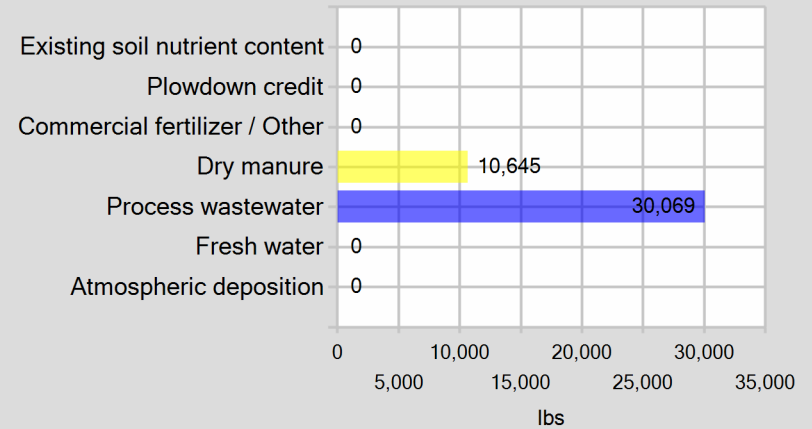 Existing soil nutrient content 0
Plowdown credit 0
Commercial fertilizer / Other 0
Dry manure 10,645
Process wastewater 30,069
Fresh water 0
Atmospheric deposition 0
0 10,000 20,000 30,000
5,000 15,000 25,000 35,000
lbs